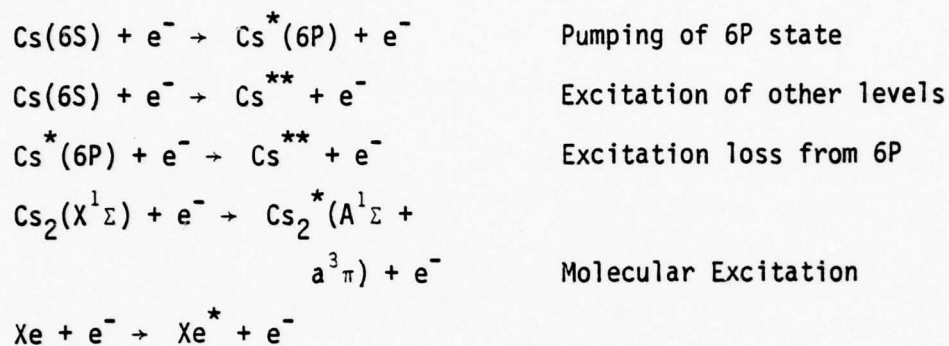 Cs(6S) + e⁻ → Cs*(6P) + e⁻ Pumping of 6P state
Cs(6S) + e⁻ → Cs** + e⁻ Excitation of other levels
Cs*(6P) + e⁻ → Cs** + e⁻ Excitation loss from 6P
Cs₂(X¹Σ) + e⁻ → Cs₂*(A¹Σ +
a³π) + e⁻ Molecular Excitation
Xe + e⁻ → Xe* + e⁻